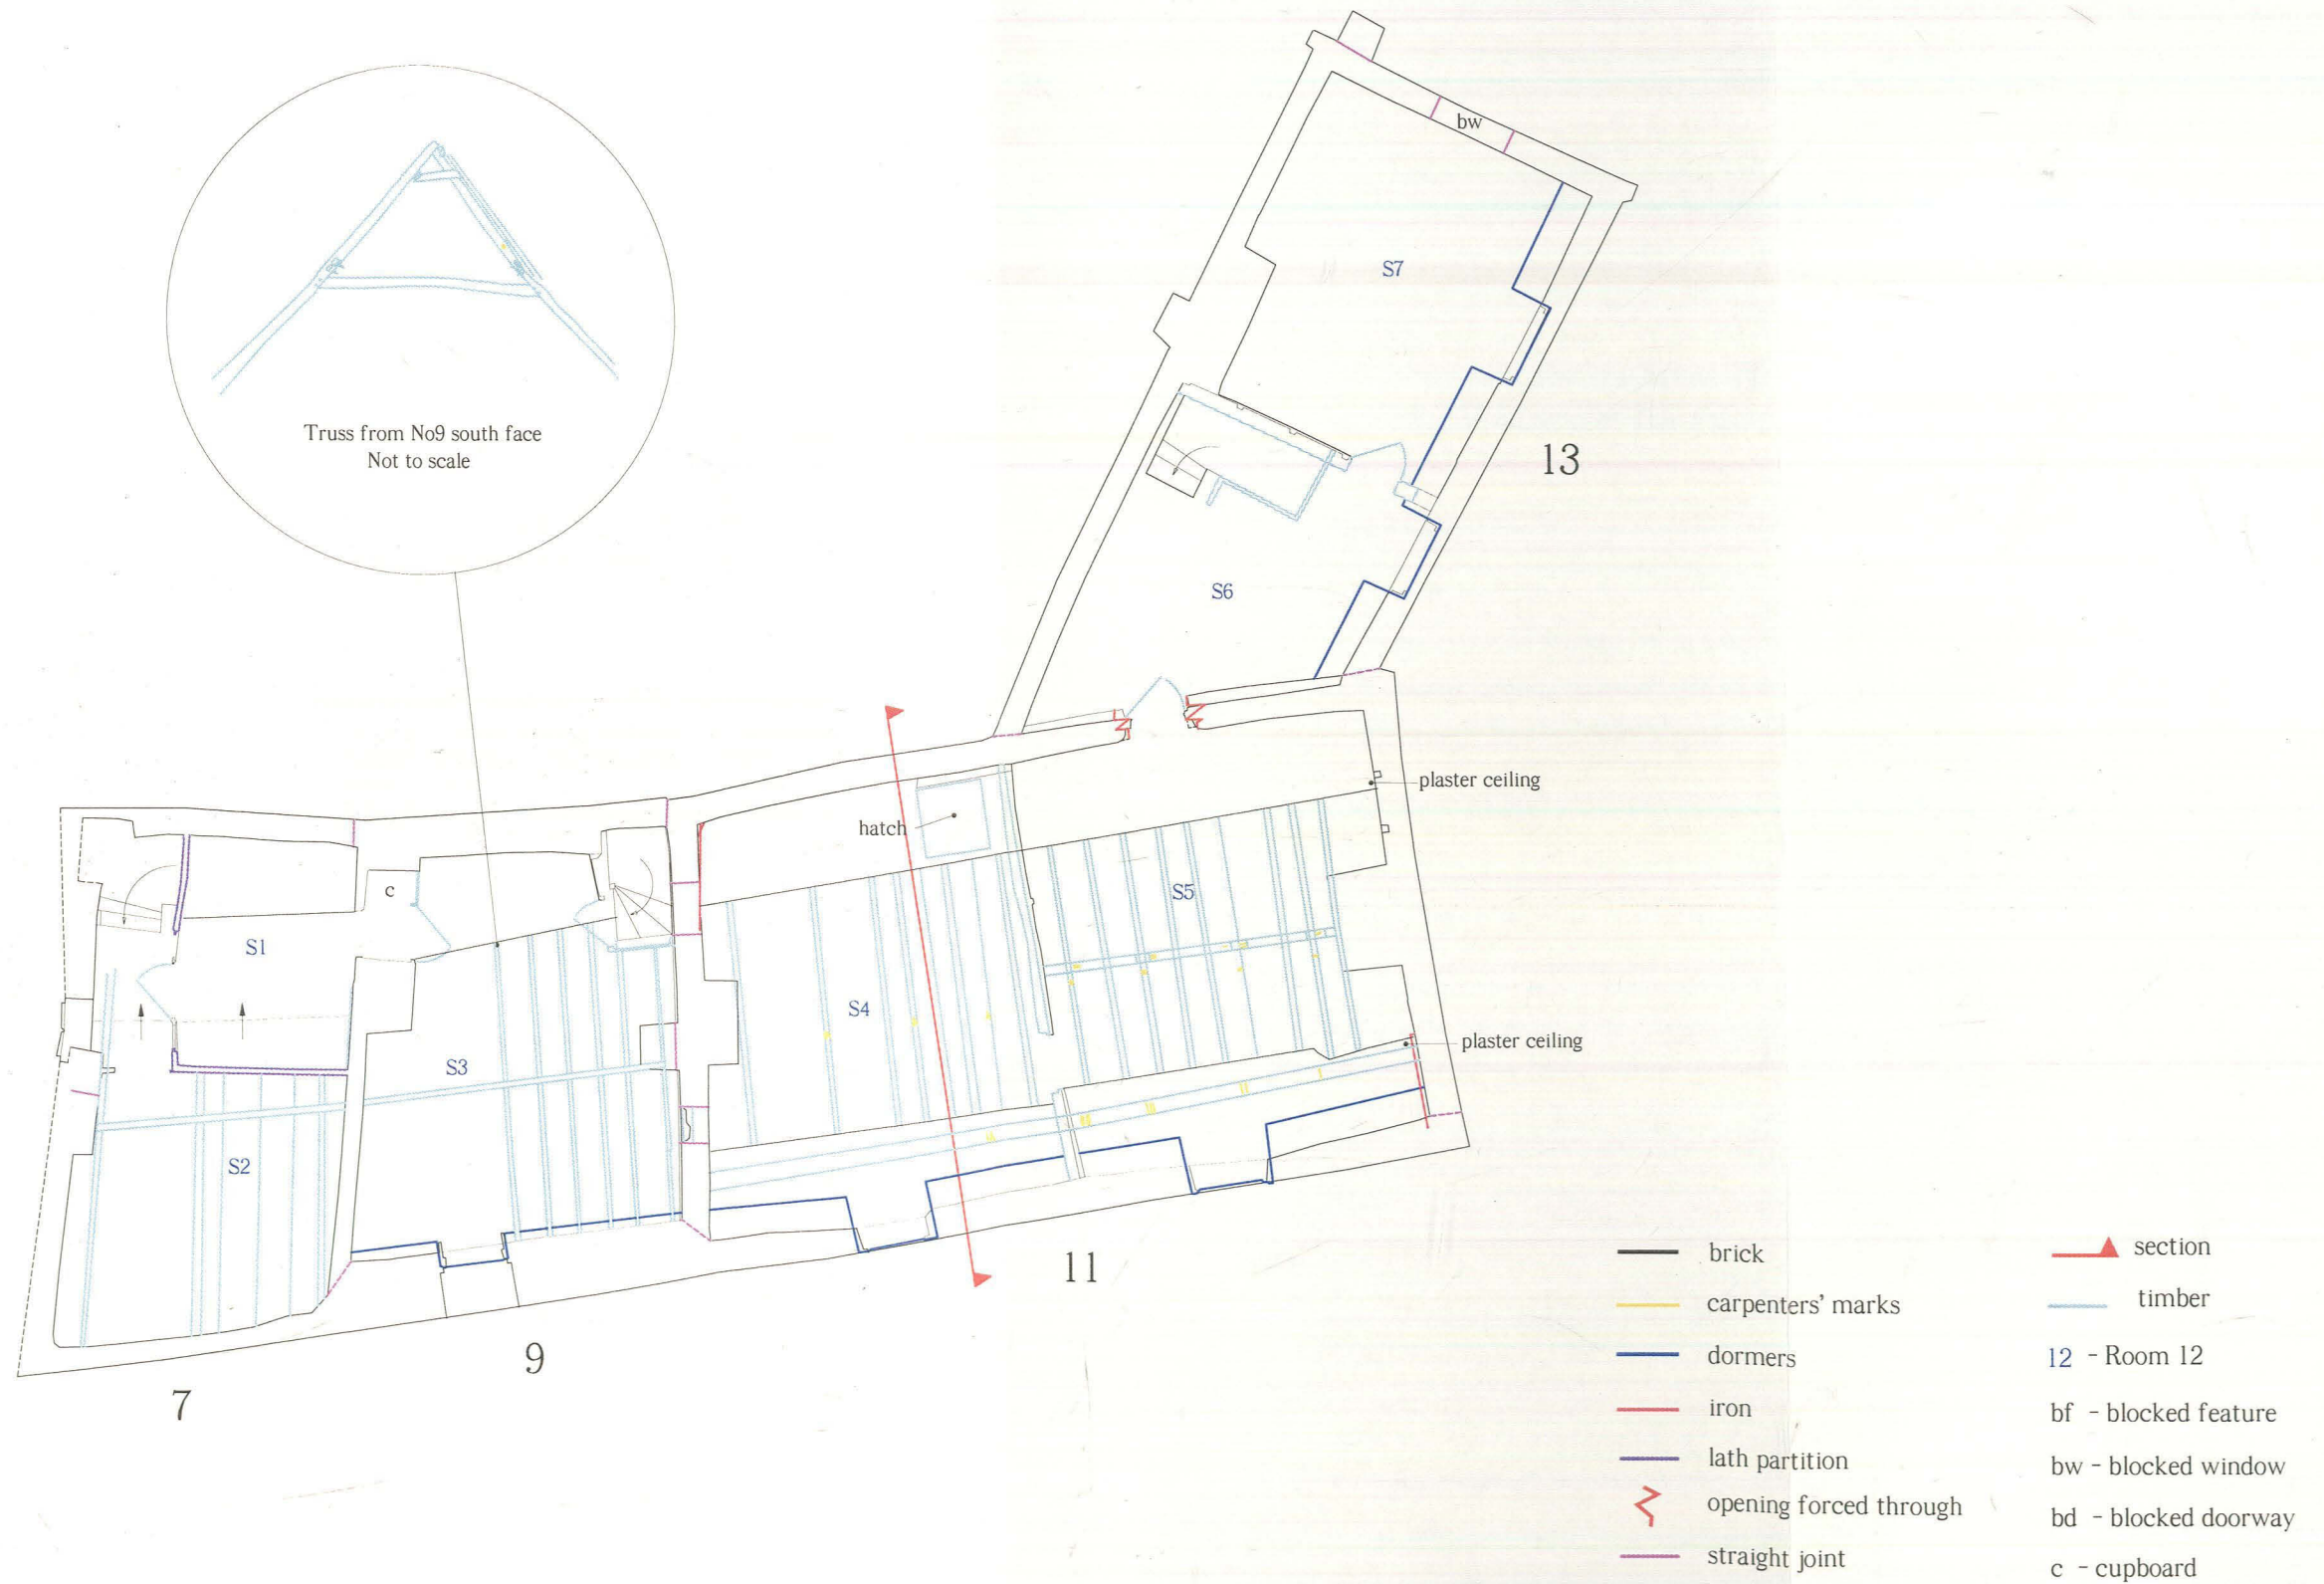 Truss from No9 south face
Not to scale
bw
S7
13
S6
plaster ceiling
hatch
c
S5
S1
S4
plaster ceiling
S3
S2
11
9
7
brick
carpenters' marks
dormers
iron
lath partition
opening forced through
straight joint
section
timber
12 - Room 12
bf - blocked feature
bw - blocked window
bd - blocked doorway
c - cupboard